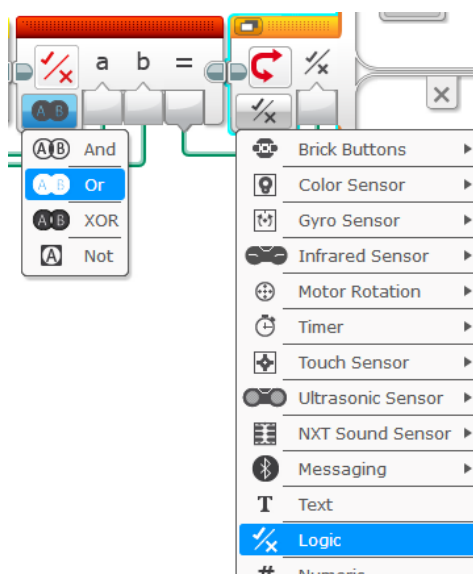 a b =
A B
A B And
A B Or
A B XOR
A Not
Brick Buttons
Color Sensor
Gyro Sensor
Infrared Sensor
Motor Rotation
Timer
Touch Sensor
Ultrasonic Sensor
NXT Sound Sensor
Messaging
T Text
Logic
# Numeric